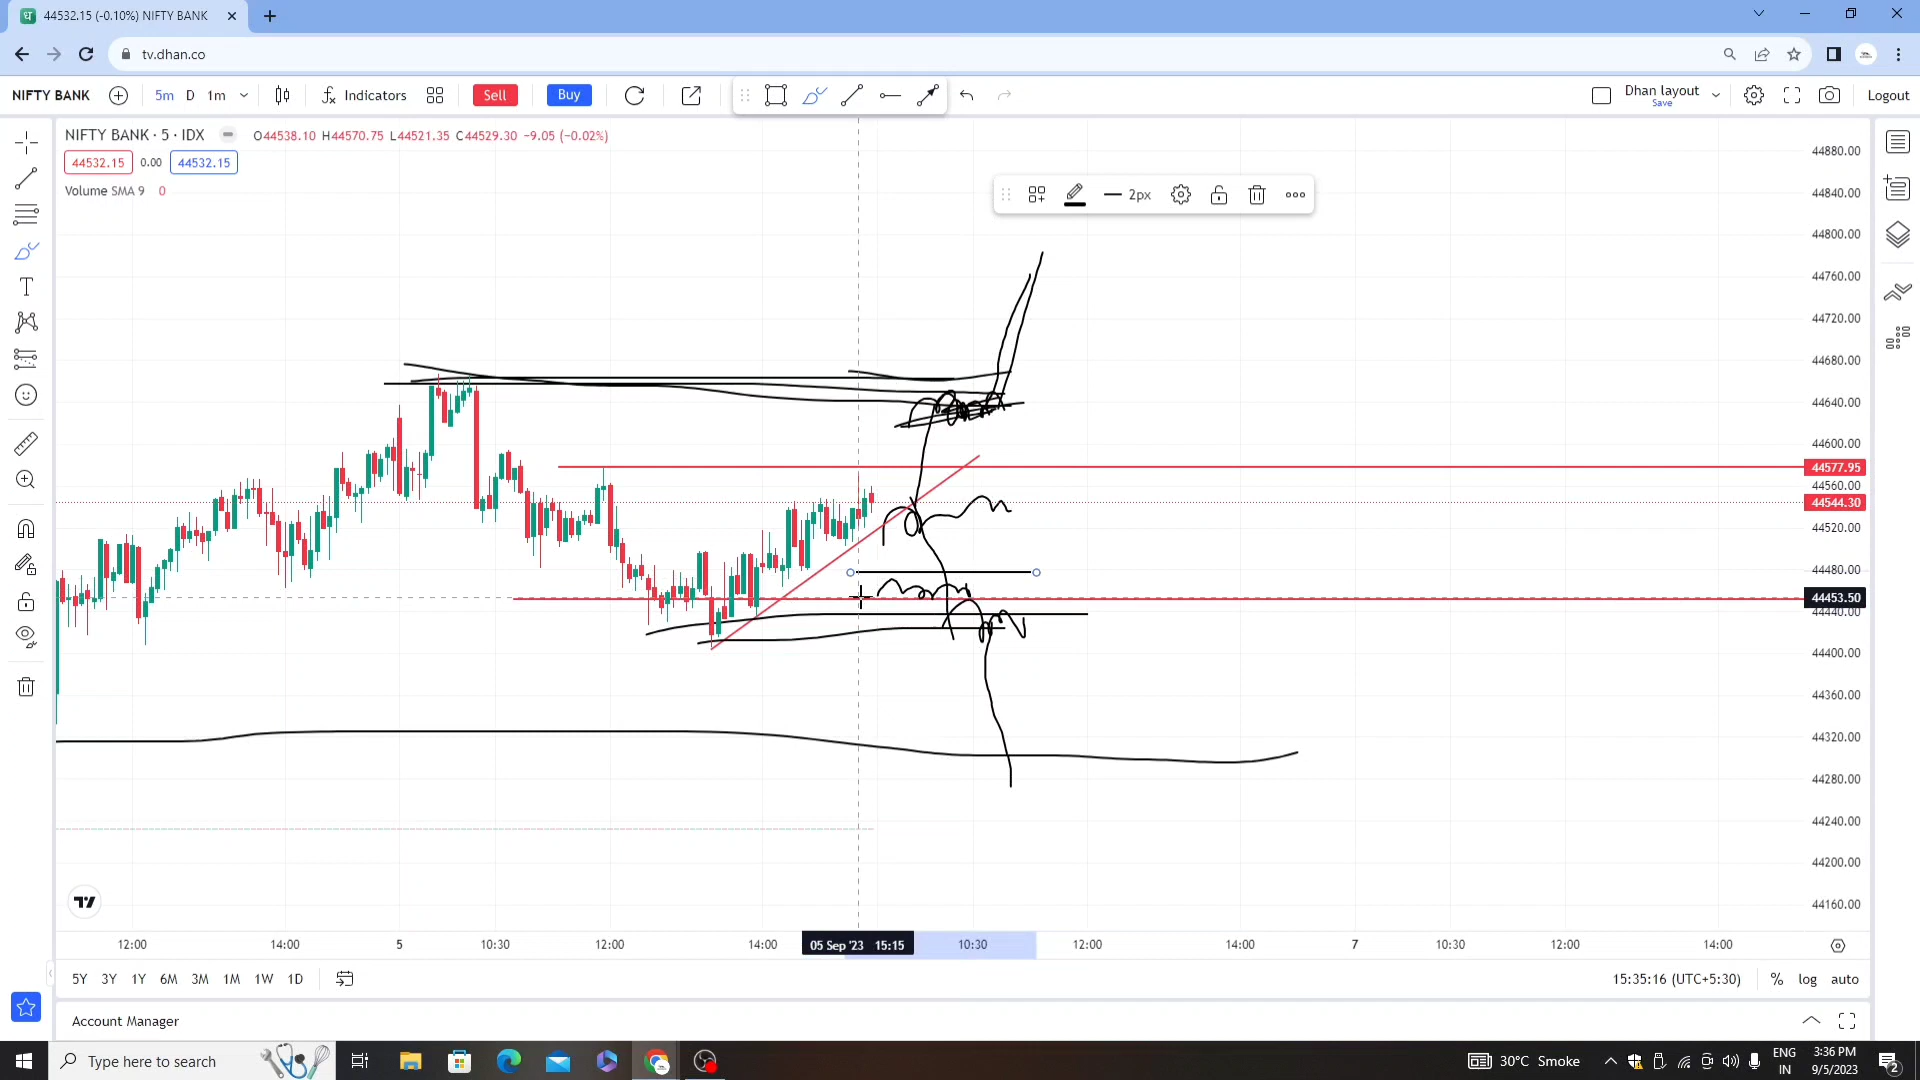 44532.15 (-0.10%) NIFTY BANK
tv.dhan.co
NIFTY BANK 5m D 1m Indicators Sell Buy Dhan layout Save Logout
NIFTY BANK · 5 · IDX O44538.10 H44570.75 L44521.35 C44529.30 −9.05 (−0.02%)
44532.15 0.00 44532.15
Volume SMA 9 0
2px
44880.00
44840.00
44800.00
44760.00
44720.00
44680.00
44640.00
44600.00
44577.95
44560.00
44544.30
44520.00
44480.00
44453.50
44440.00
44400.00
44360.00
44320.00
44280.00
44240.00
44200.00
44160.00
12:00 14:00 5 10:30 12:00 14:00 05 Sep '23 15:15 10:30 12:00 14:00 7 10:30 12:00 14:00
5Y 3Y 1Y 6M 3M 1M 1W 1D 15:35:16 (UTC+5:30) % log auto
Account Manager
Type here to search 30°C Smoke ENG IN 3:36 PM 9/5/2023 2